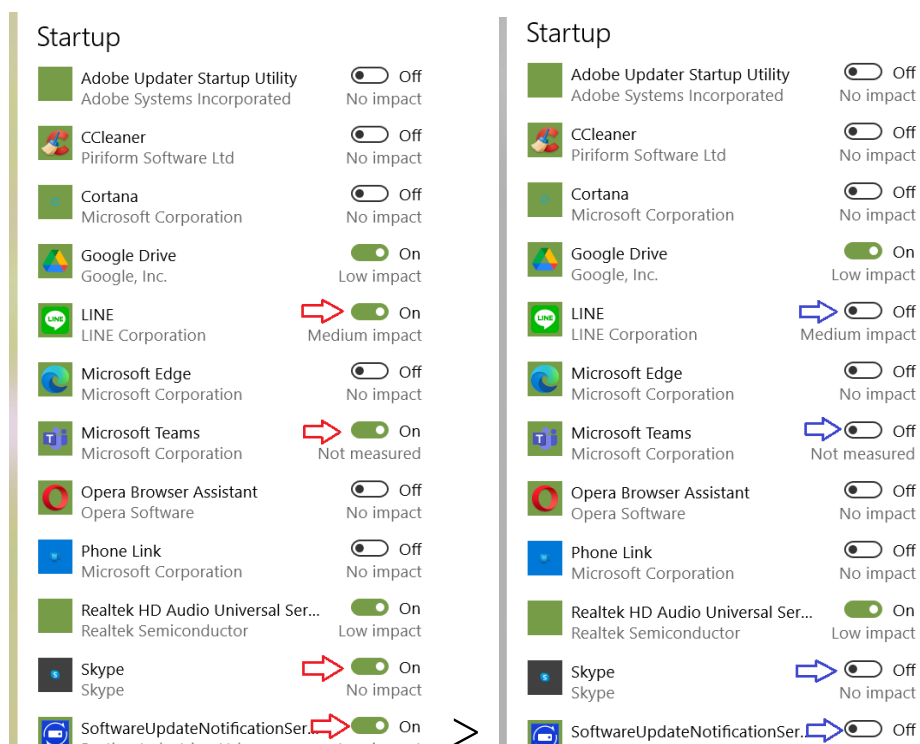 Startup
Adobe Updater Startup Utility Off
Adobe Systems Incorporated No impact
CCleaner Off
Piriform Software Ltd No impact
Cortana Off
Microsoft Corporation No impact
Google Drive On
Google, Inc. Low impact
LINE On
LINE Corporation Medium impact
Microsoft Edge Off
Microsoft Corporation No impact
Microsoft Teams On
Microsoft Corporation Not measured
Opera Browser Assistant Off
Opera Software No impact
Phone Link Off
Microsoft Corporation No impact
Realtek HD Audio Universal Ser... On
Realtek Semiconductor Low impact
Skype On
Skype No impact
SoftwareUpdateNotificationSer... On
>
Startup
Adobe Updater Startup Utility Off
Adobe Systems Incorporated No impact
CCleaner Off
Piriform Software Ltd No impact
Cortana Off
Microsoft Corporation No impact
Google Drive On
Google, Inc. Low impact
LINE Off
LINE Corporation Medium impact
Microsoft Edge Off
Microsoft Corporation No impact
Microsoft Teams Off
Microsoft Corporation Not measured
Opera Browser Assistant Off
Opera Software No impact
Phone Link Off
Microsoft Corporation No impact
Realtek HD Audio Universal Ser... On
Realtek Semiconductor Low impact
Skype Off
Skype No impact
SoftwareUpdateNotificationSer... Off